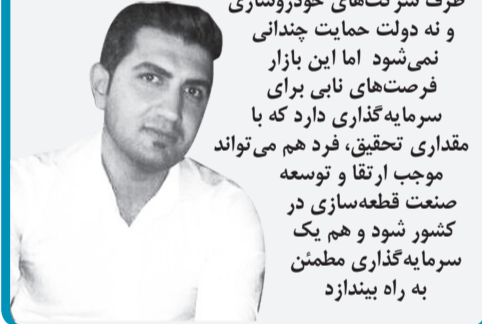 طرف شرکت‌های خودروسازی
و نه دولت حمایت چندانی
نمی‌شود اما این بازار
فرصت‌های نابی برای
سرمایه‌گذاری دارد که با
مقداری تحقیق، فرد هم می‌تواند
موجب ارتقا و توسعه
صنعت قطعه‌سازی در
کشور شود و هم یک
سرمایه‌گذاری مطمئن
به راه بیندازد